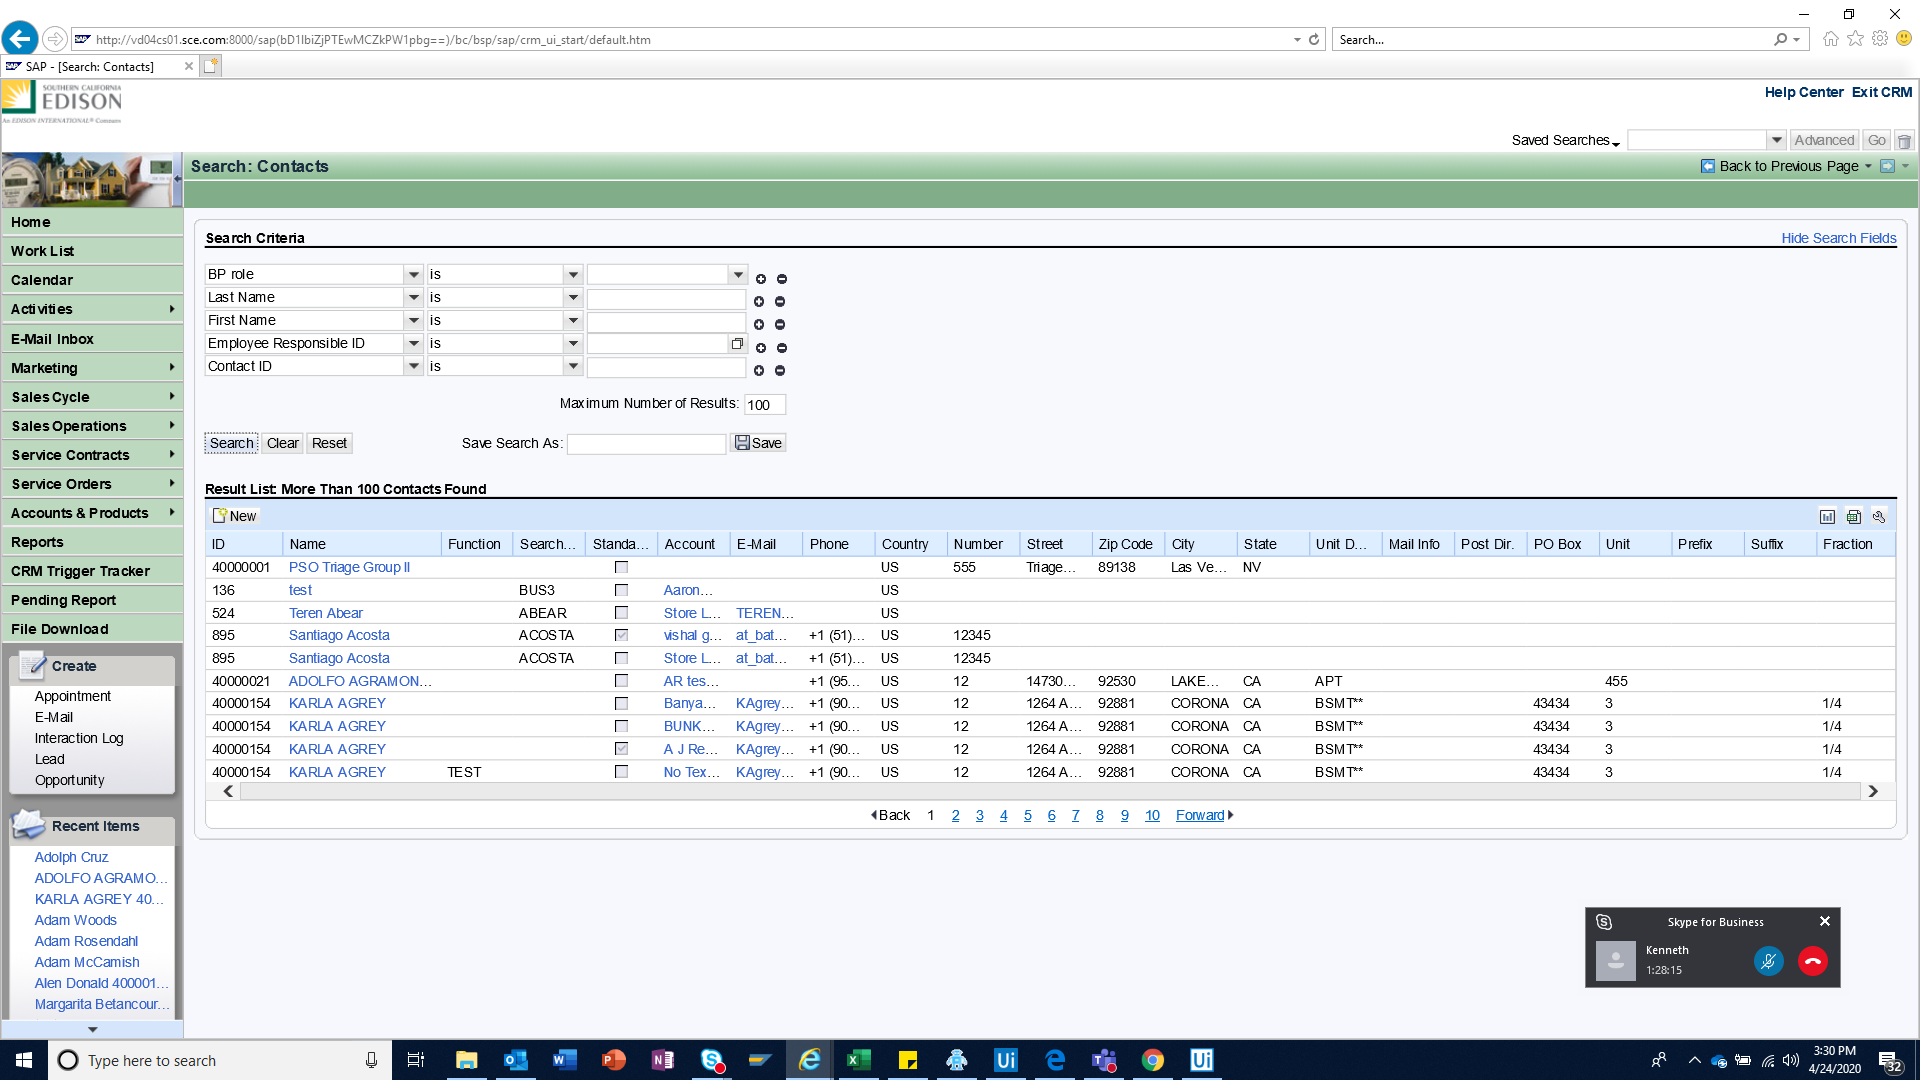 http://vd04cs01.sce.com:8000/sap(bD1lbiZjPTEwMCZkPW1pbg==)/bc/bsp/sap/crm_ui_start/default.htm
Search...
SAP - [Search: Contacts]
SOUTHERN CALIFORNIA
EDISON
An EDISON INTERNATIONAL® Company
Help Center Exit CRM
Saved Searches Advanced Go
Search: Contacts
Back to Previous Page
Home
Work List
Calendar
Activities
E-Mail Inbox
Marketing
Sales Cycle
Sales Operations
Service Contracts
Service Orders
Accounts & Products
Reports
CRM Trigger Tracker
Pending Report
File Download
Create
Appointment
E-Mail
Interaction Log
Lead
Opportunity
Recent Items
Adolph Cruz
ADOLFO AGRAMO...
KARLA AGREY 40...
Adam Woods
Adam Rosendahl
Adam McCamish
Alen Donald 400001...
Margarita Betancour...
Search Criteria
Hide Search Fields
BP role is
Last Name is
First Name is
Employee Responsible ID is
Contact ID is
Maximum Number of Results: 100
Search Clear Reset Save Search As: Save
Result List: More Than 100 Contacts Found
New
ID Name Function Search... Standa... Account E-Mail Phone Country Number Street Zip Code City State Unit D... Mail Info Post Dir. PO Box Unit Prefix Suffix Fraction
40000001 PSO Triage Group II US 555 Triage... 89138 Las Ve... NV
136 test BUS3 Aaron... US
524 Teren Abear ABEAR Store L... TEREN... US
895 Santiago Acosta ACOSTA vishal g... at_bat... +1 (51)... US 12345
895 Santiago Acosta ACOSTA Store L... at_bat... +1 (51)... US 12345
40000021 ADOLFO AGRAMON... AR tes... +1 (95... US 12 14730... 92530 LAKE... CA APT 455
40000154 KARLA AGREY Banya... KAgrey... +1 (90... US 12 1264 A... 92881 CORONA CA BSMT** 43434 3 1/4
40000154 KARLA AGREY BUNK... KAgrey... +1 (90... US 12 1264 A... 92881 CORONA CA BSMT** 43434 3 1/4
40000154 KARLA AGREY A J Re... KAgrey... +1 (90... US 12 1264 A... 92881 CORONA CA BSMT** 43434 3 1/4
40000154 KARLA AGREY TEST No Tex... KAgrey... +1 (90... US 12 1264 A... 92881 CORONA CA BSMT** 43434 3 1/4
Back 1 2 3 4 5 6 7 8 9 10 Forward
Skype for Business
Kenneth
1:28:15
Type here to search
3:30 PM
4/24/2020
32